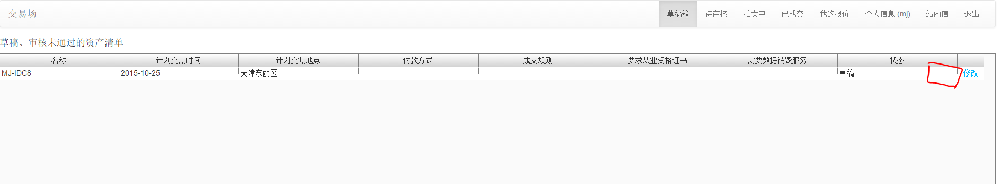 交易场 草稿箱 待审核 拍卖中 已成交 我的报价 个人信息 (mj) 站内信 退出
草稿、审核未通过的资产清单
名称 计划交割时间 计划交割地点 付款方式 成交规则 要求从业资格证书 需要数据销毁服务 状态
MJ-IDC8 2015-10-25 天津东丽区 草稿 修改